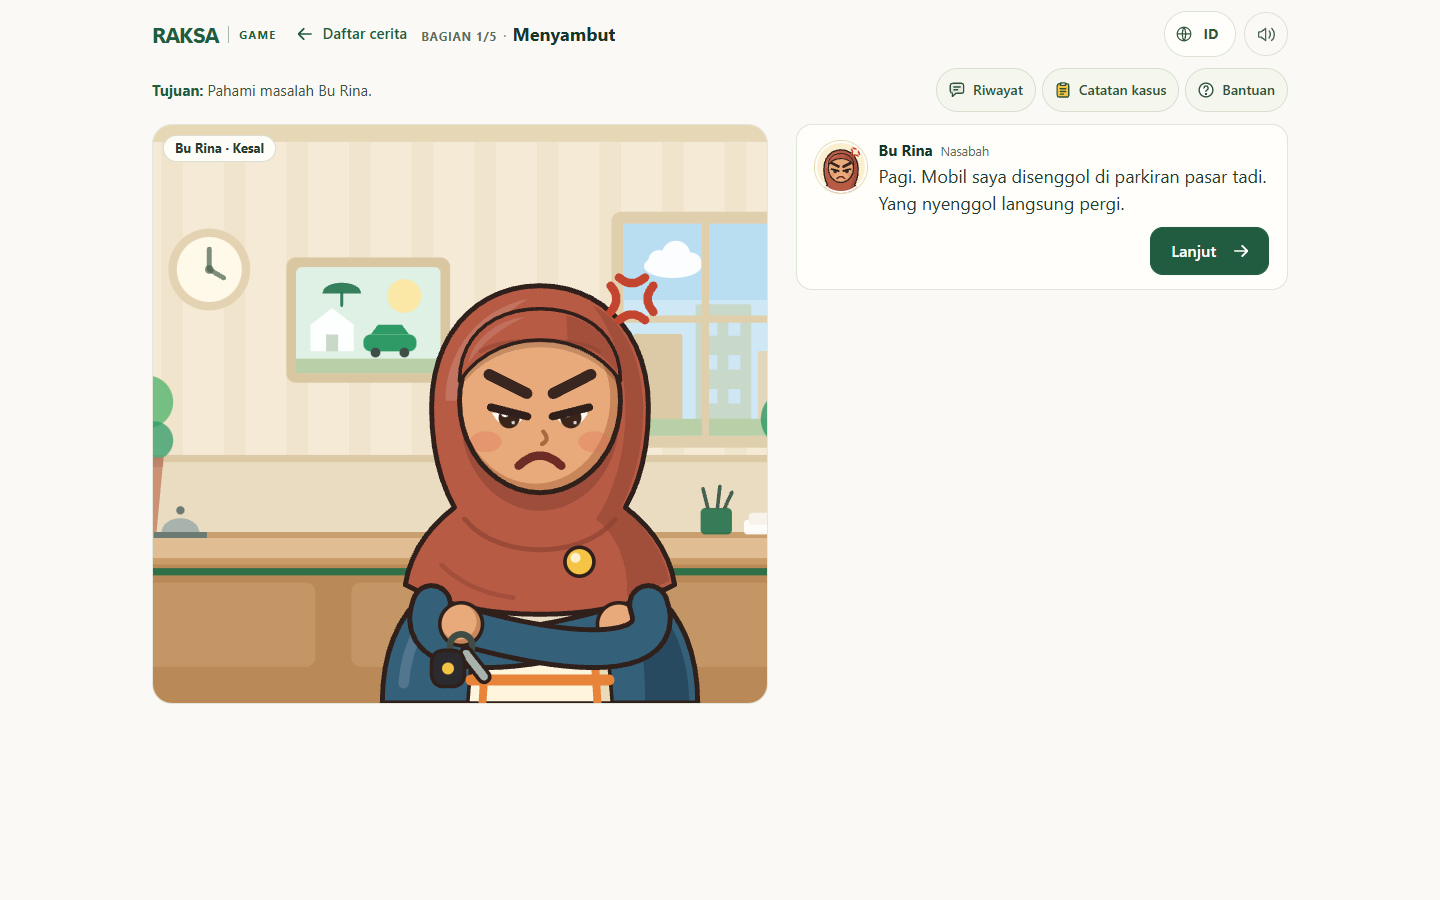 RAKSA GAME Daftar cerita BAGIAN 1/5 · Menyambut ID
Tujuan: Pahami masalah Bu Rina. Riwayat Catatan kasus Bantuan
Bu Rina · Kesal
Bu Rina Nasabah
Pagi. Mobil saya disenggol di parkiran pasar tadi.
Yang nyenggol langsung pergi.
Lanjut